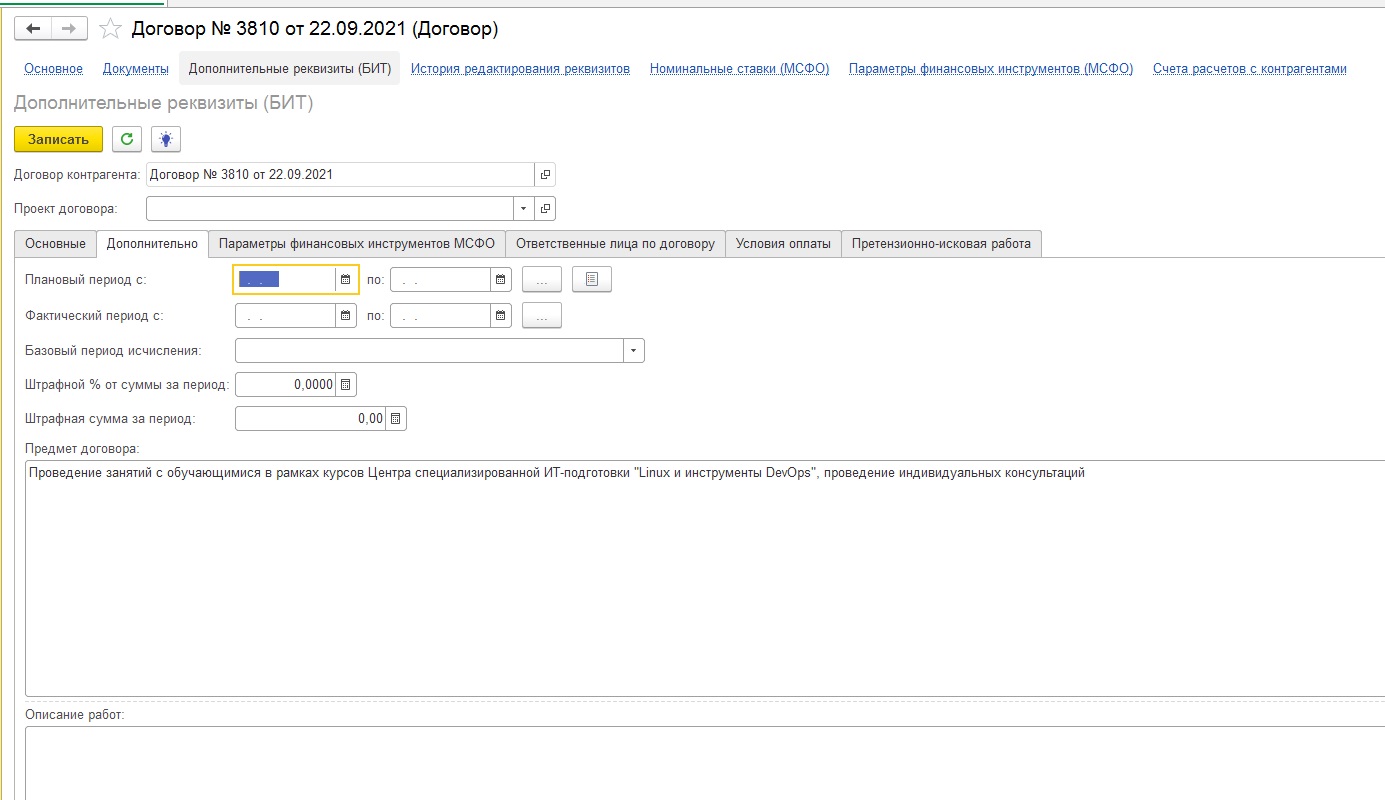 Договор № 3810 от 22.09.2021 (Договор)
Основное Документы Дополнительные реквизиты (БИТ) История редактирования реквизитов Номинальные ставки (МСФО) Параметры финансовых инструментов (МСФО) Счета расчетов с контрагентами
Дополнительные реквизиты (БИТ)
Записать
Договор контрагента: Договор № 3810 от 22.09.2021
Проект договора:
Основные Дополнительно Параметры финансовых инструментов МСФО Ответственные лица по договору Условия оплаты Претензионно-исковая работа
Плановый период с: . . по: . . ...
Фактический период с: . . по: . . ...
Базовый период исчисления:
Штрафной % от суммы за период: 0,0000
Штрафная сумма за период: 0,00
Предмет договора:
Проведение занятий с обучающимися в рамках курсов Центра специализированной ИТ-подготовки "Linux и инструменты DevOps", проведение индивидуальных консультаций
Описание работ: